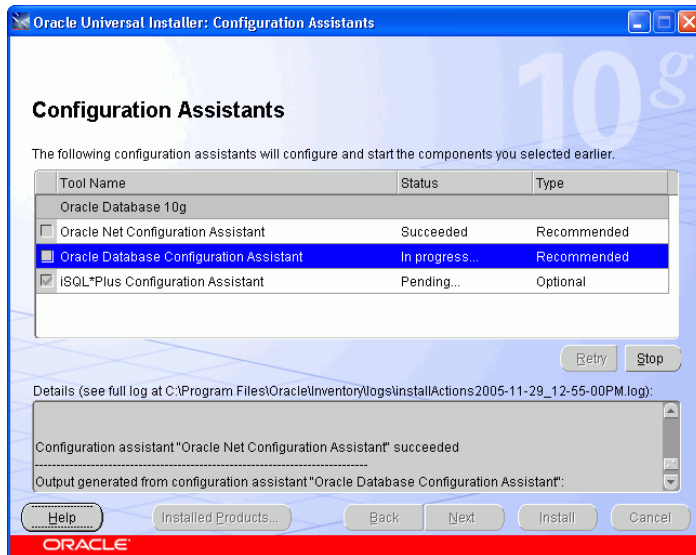 Oracle Universal Installer: Configuration Assistants
10g
Configuration Assistants
The following configuration assistants will configure and start the components you selected earlier.
Tool Name Status Type
Oracle Database 10g
Oracle Net Configuration Assistant Succeeded Recommended
Oracle Database Configuration Assistant In progress... Recommended
iSQL*Plus Configuration Assistant Pending... Optional
Retry Stop
Details (see full log at C:\Program Files\Oracle\Inventory\logs\installActions2005-11-29_12-55-00PM.log):
Configuration assistant "Oracle Net Configuration Assistant" succeeded
-----------------------------------------------------------------------------
Output generated from configuration assistant "Oracle Database Configuration Assistant":
Help Installed Products... Back Next Install Cancel
ORACLE